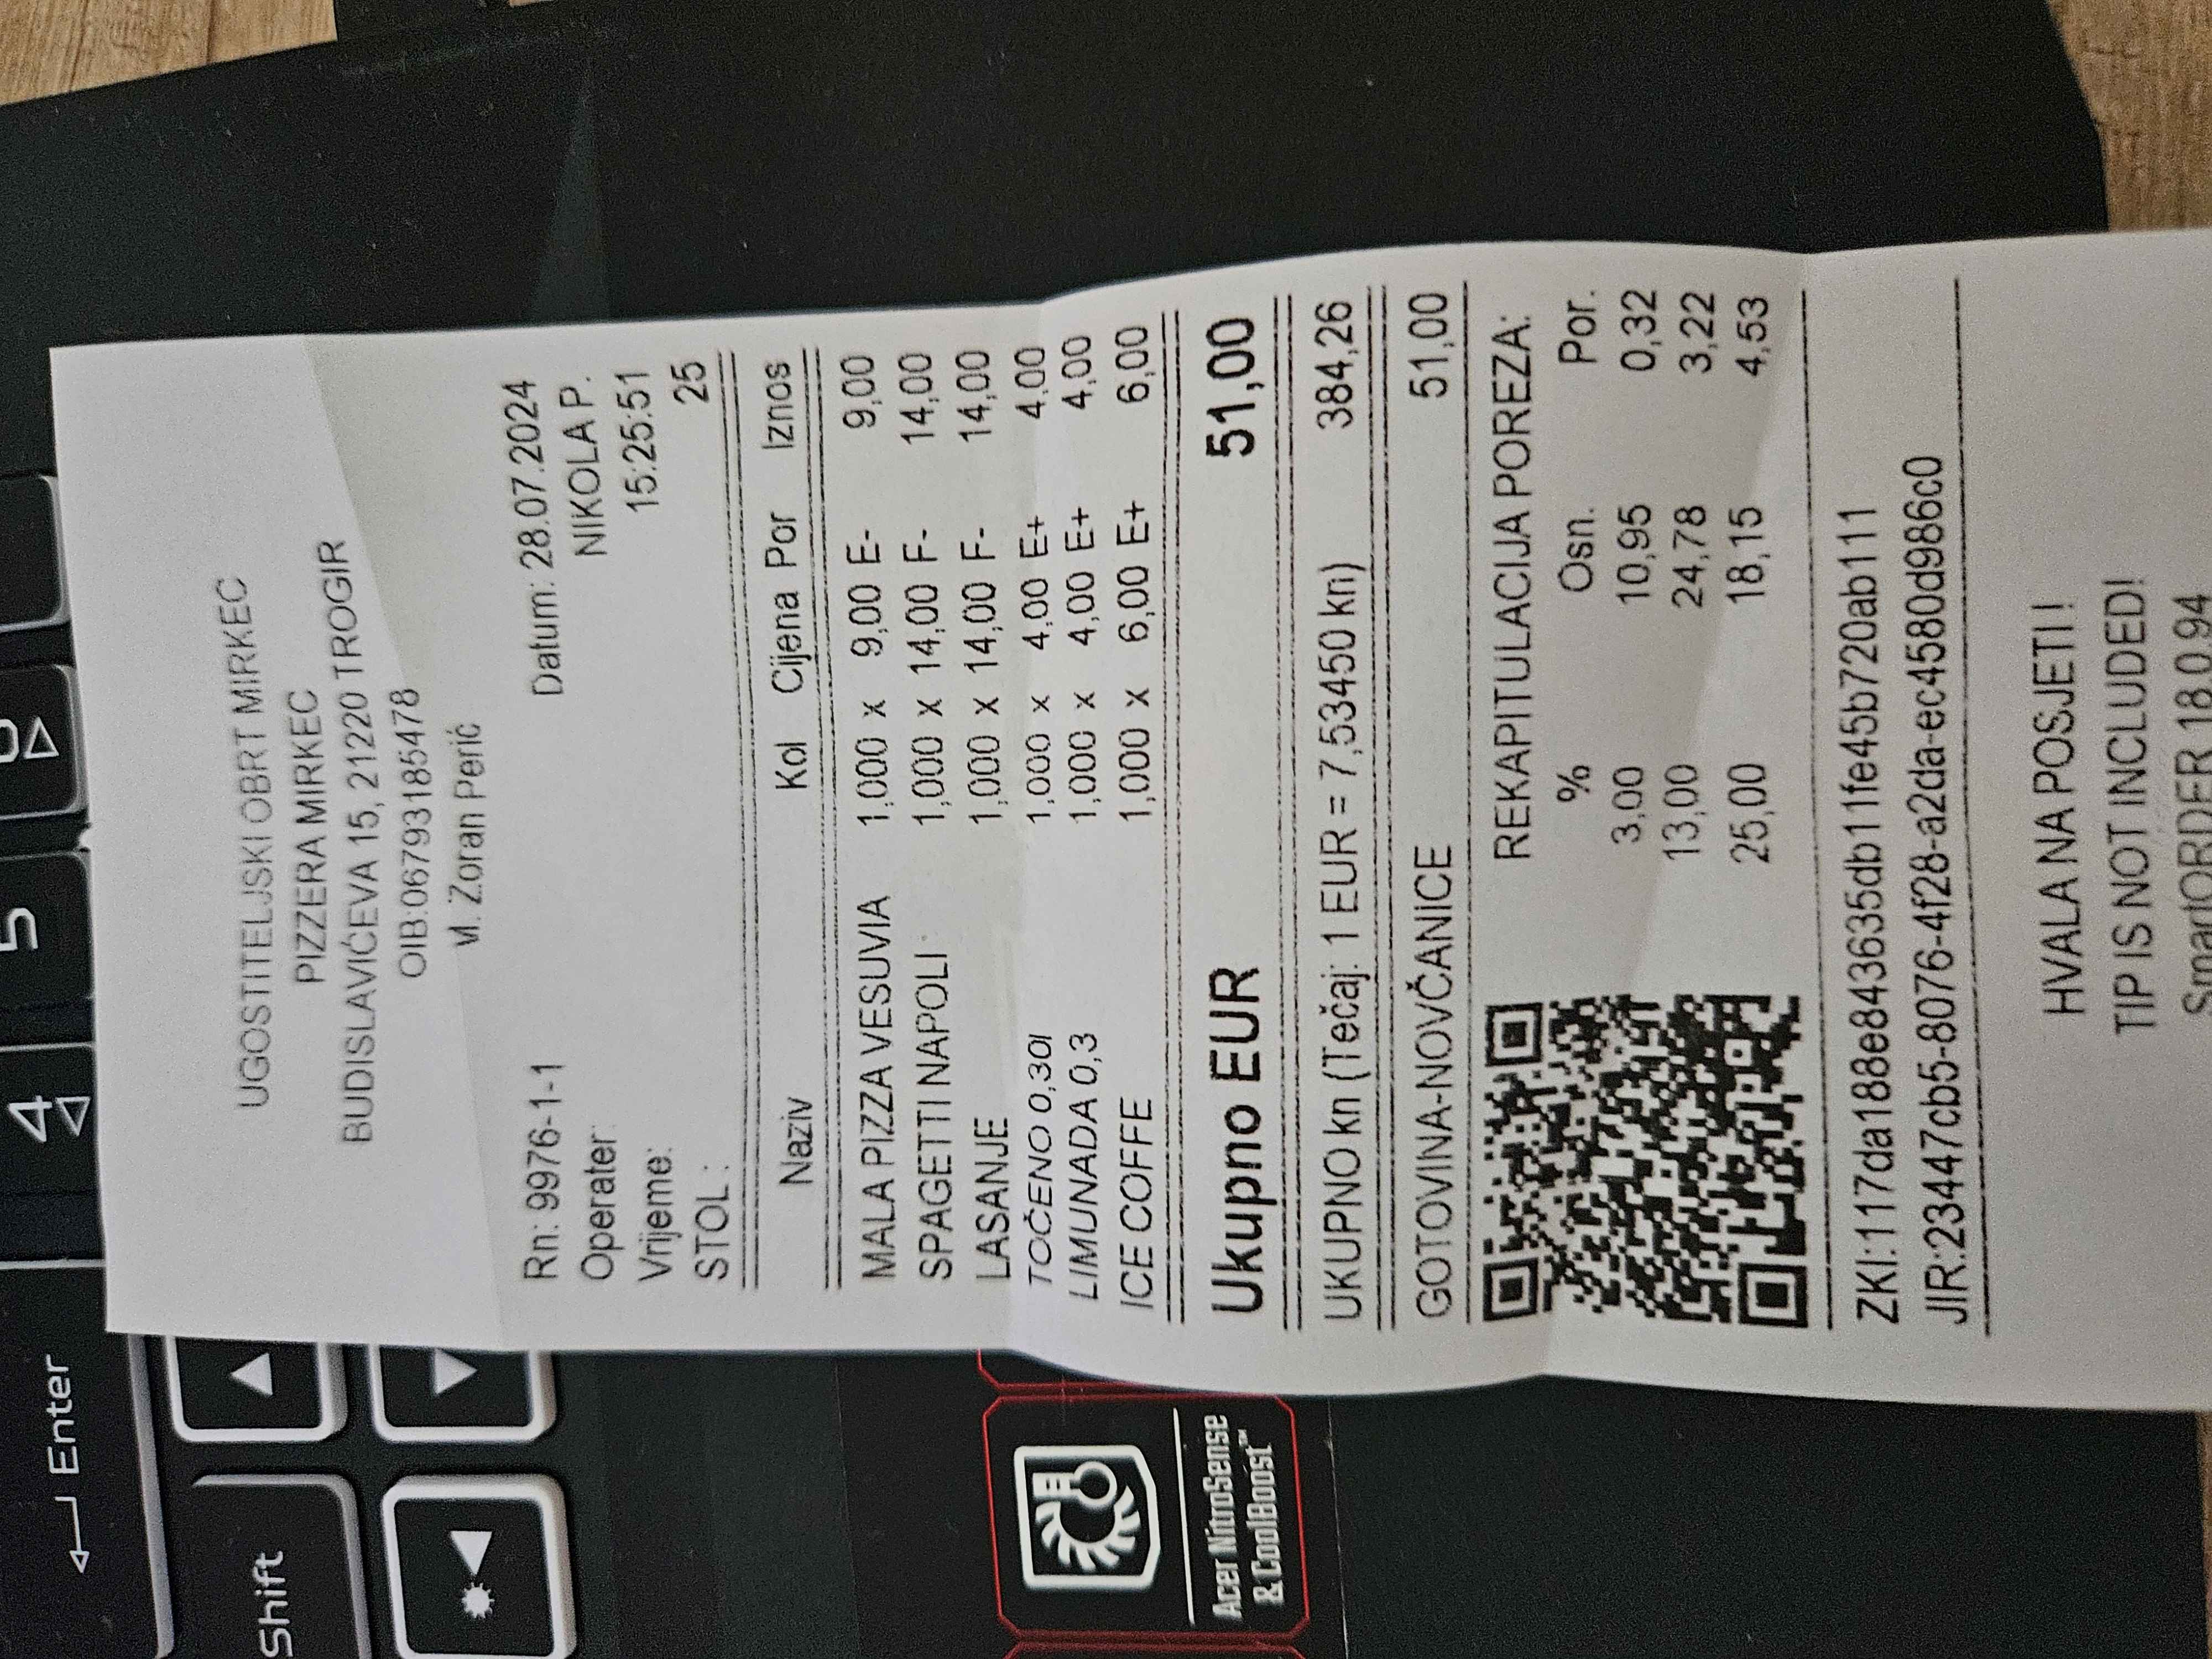 UGOSTITELJSKI OBRT MIRKEC
PIZZERA MIRKEC
BUDISLAVIĆEVA 15, 21220 TROGIR
OIB:06793185478
vl. Zoran Perić
Rn.: 9976-1-1 Datum: 28.07.2024
Operater: NIKOLA P.
Vrijeme: 15:25:51
STOL : 25
Naziv Kol Cijena Por Iznos
MALA PIZZA VESUVIA 1,000 x 9,00 E- 9,00
SPAGETTI NAPOLI 1,000 x 14,00 F- 14,00
LASANJE 1,000 x 14,00 F- 14,00
TOČENO 0,30l 1,000 x 4,00 E+ 4,00
LIMUNADA 0,3 1,000 x 4,00 E+ 4,00
ICE COFFE 1,000 x 6,00 E+ 6,00
Ukupno EUR 51,00
UKUPNO kn (Tečaj: 1 EUR = 7,53450 kn) 384,26
GOTOVINA-NOVČANICE 51,00
REKAPITULACIJA POREZA:
% Osn. Por.
3,00 10,95 0,32
13,00 24,78 3,22
25,00 18,15 4,53
ZKI:117da188e843635db11fe45b720ab111
JIR:23447cb5-8076-4f28-a2da-ec4580d986c0
HVALA NA POSJETI !
TIP IS NOT INCLUDED!
SmartORDER 18.0.94
Enter
Shift
4
5
Acer NitroSense
& CoolBoost™